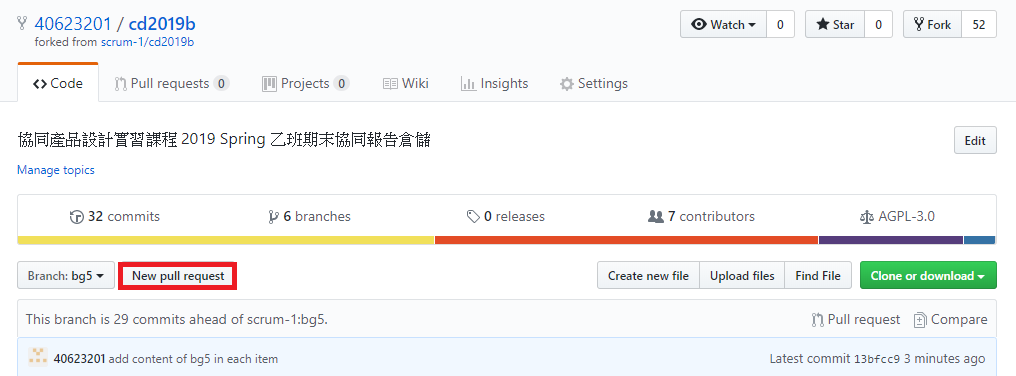 40623201 / cd2019b
forked from scrum-1/cd2019b
Watch 0 Star 0 Fork 52
Code Pull requests 0 Projects 0 Wiki Insights Settings
協同產品設計實習課程 2019 Spring 乙班期末協同報告倉儲
Edit
Manage topics
32 commits 6 branches 0 releases 7 contributors AGPL-3.0
Branch: bg5 New pull request Create new file Upload files Find File Clone or download
This branch is 29 commits ahead of scrum-1:bg5. Pull request Compare
40623201 add content of bg5 in each item Latest commit 13bfcc9 3 minutes ago